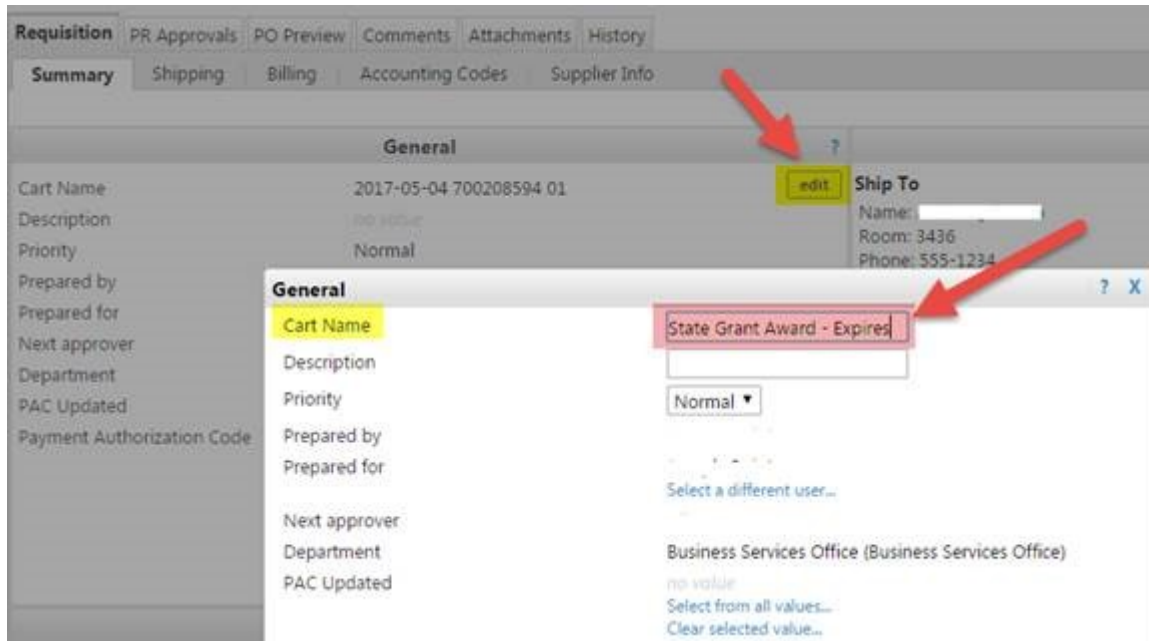 Requisition PR Approvals PO Preview Comments Attachments History
Summary Shipping Billing Accounting Codes Supplier Info
General ?
Cart Name 2017-05-04 700208594 01 edit Ship To
Description no value Name:
Priority Normal Room: 3436
Phone: 555-1234
Prepared by
Prepared for
Next approver
Department
PAC Updated
Payment Authorization Code
General ? X
Cart Name State Grant Award - Expires
Description
Priority Normal
Prepared by
Prepared for
Select a different user...
Next approver
Department Business Services Office (Business Services Office)
PAC Updated no value
Select from all values...
Clear selected value...